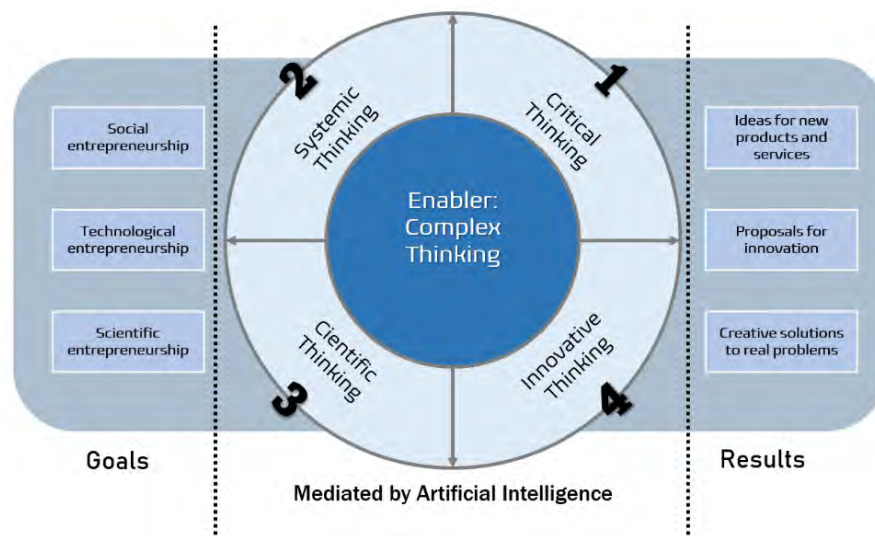 Social
entrepreneurship
Technological
entrepreneurship
Scientific
entrepreneurship
Goals
2
Systemic
Thinking
1
Critical
Thinking
Enabler:
Complex
Thinking
3
Cientific
Thinking
4
Innovative
Thinking
Mediated by Artificial Intelligence
Ideas for new
products and
services
Proposals for
innovation
Creative solutions
to real problems
Results